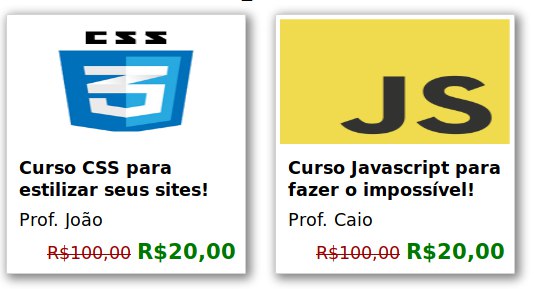 CSS
3
Curso CSS para
estilizar seus sites!
Prof. João
R$100,00 R$20,00
JS
Curso Javascript para
fazer o impossível!
Prof. Caio
R$100,00 R$20,00